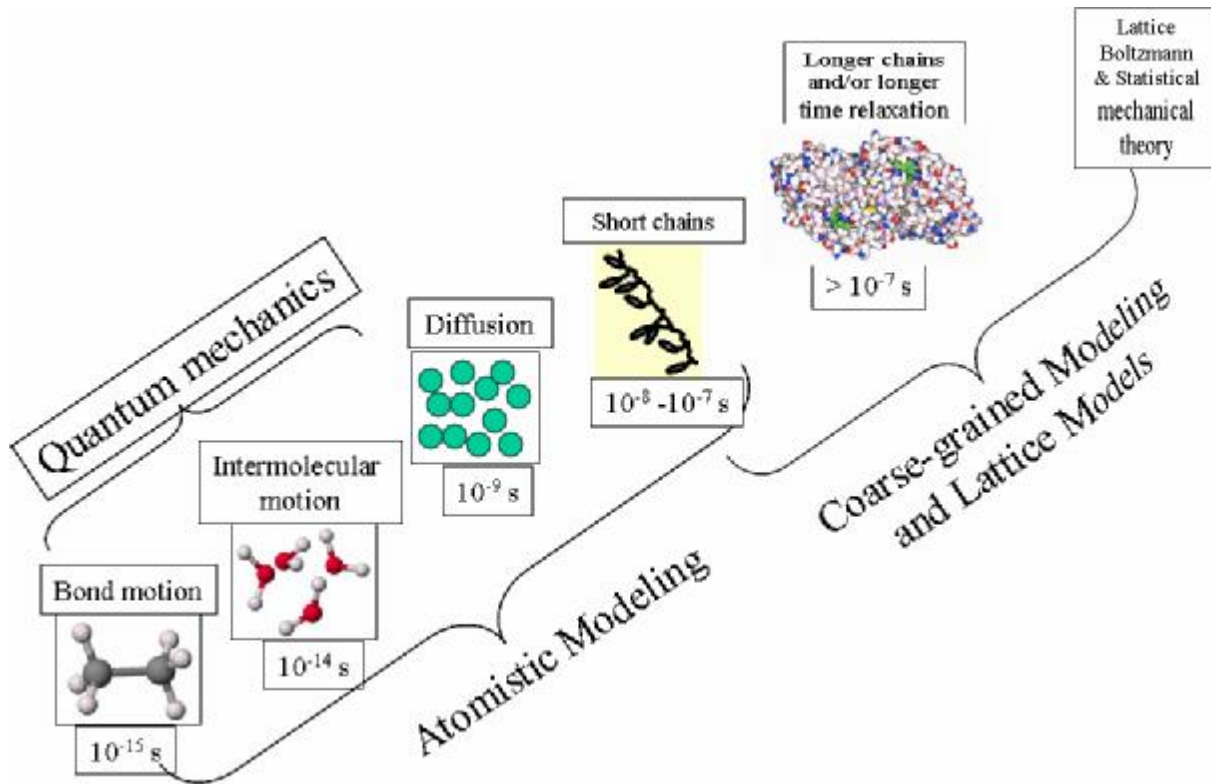 Lattice
Boltzmann
& Statistical
mechanical
theory
Longer chains
and/or longer
time relaxation
> 10⁻⁷ s
Short chains
10⁻⁸ -10⁻⁷ s
Quantum mechanics
Diffusion
10⁻⁹ s
Intermolecular
motion
10⁻¹⁴ s
Bond motion
10⁻¹⁵ s
Atomistic Modeling
Coarse-grained Modeling
and Lattice Models